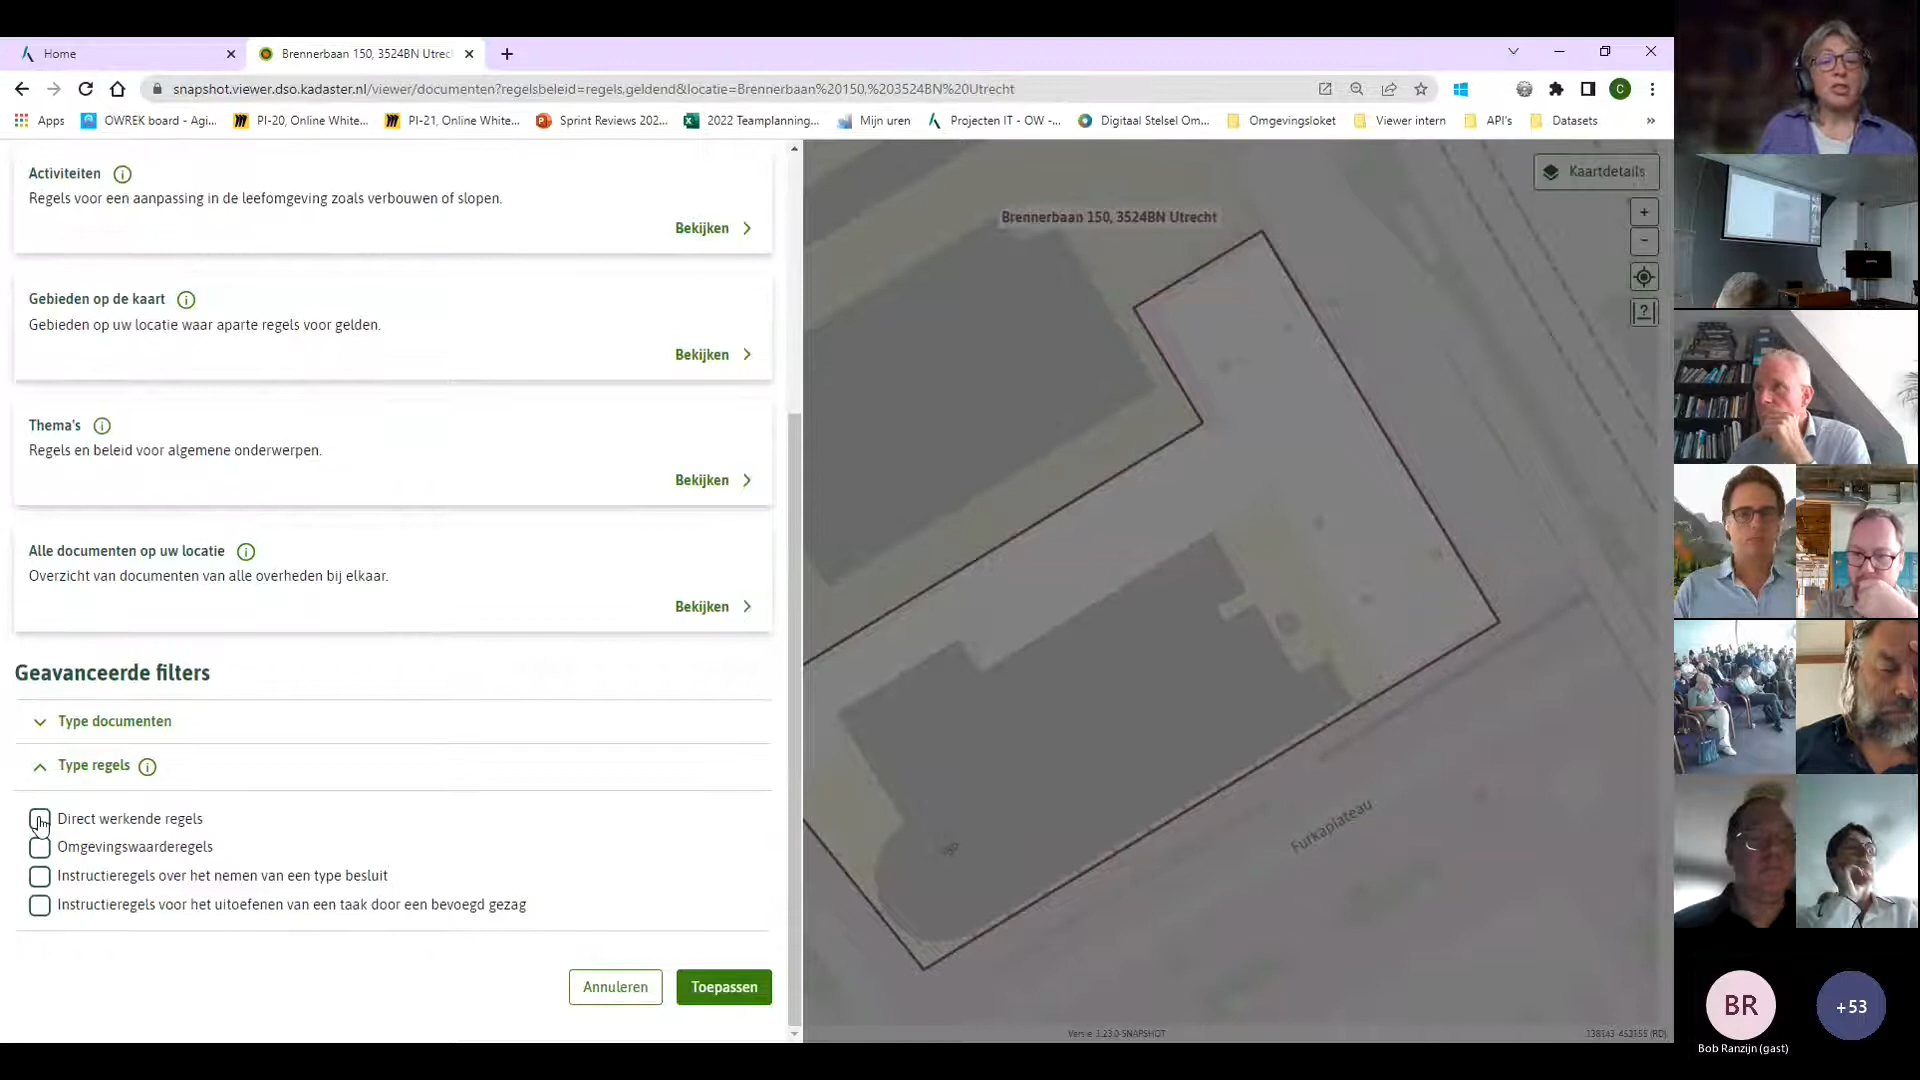 Home
Brennerbaan 150, 3524BN Utrec
snapshot.viewer.dso.kadaster.nl/viewer/documenten?regelsbeleid=regels.geldend&locatie=Brennerbaan%20150,%203524BN%20Utrecht
C
Apps
OWREK board - Agi...
PI-20, Online White...
PI-21, Online White...
Sprint Reviews 202...
2022 Teamplanning...
Mijn uren
Projecten IT - OW -...
Digitaal Stelsel Om...
Omgevingsloket
Viewer intern
API's
Datasets
Activiteiten
Regels voor een aanpassing in de leefomgeving zoals verbouwen of slopen.
Bekijken
Gebieden op de kaart
Gebieden op uw locatie waar aparte regels voor gelden.
Bekijken
Thema's
Regels en beleid voor algemene onderwerpen.
Bekijken
Alle documenten op uw locatie
Overzicht van documenten van alle overheden bij elkaar.
Bekijken
Geavanceerde filters
Type documenten
Type regels
Direct werkende regels
Omgevingswaarderegels
Instructieregels over het nemen van een type besluit
Instructieregels voor het uitoefenen van een taak door een bevoegd gezag
Annuleren
Toepassen
Kaartdetails
Brennerbaan 150, 3524BN Utrecht
Furkaplateau
Versie 1.23.0-SNAPSHOT
BR
+53
Bob Ranzijn (gast)